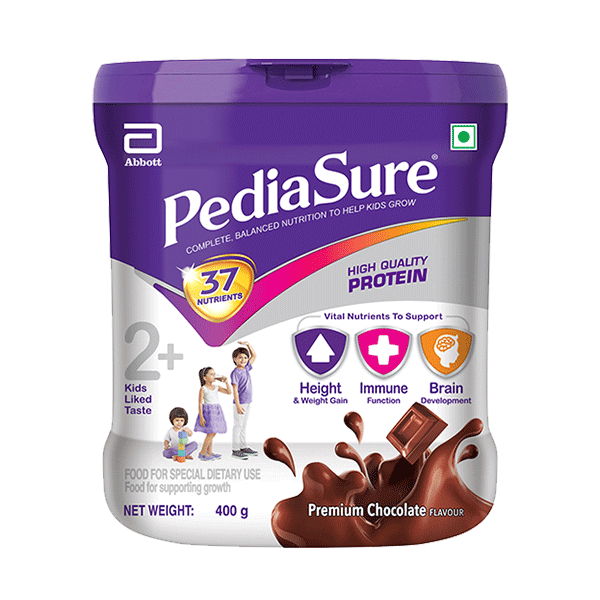 Abbott
PediaSure®
COMPLETE, BALANCED NUTRITION TO HELP KIDS GROW
37
NUTRIENTS
HIGH QUALITY
PROTEIN
Vital Nutrients To Support
Height
& Weight Gain
Immune
Function
Brain
Development
2+
Kids
Liked
Taste
FOOD FOR SPECIAL DIETARY USE
Food for supporting growth
NET WEIGHT: 400 g
Premium Chocolate FLAVOUR